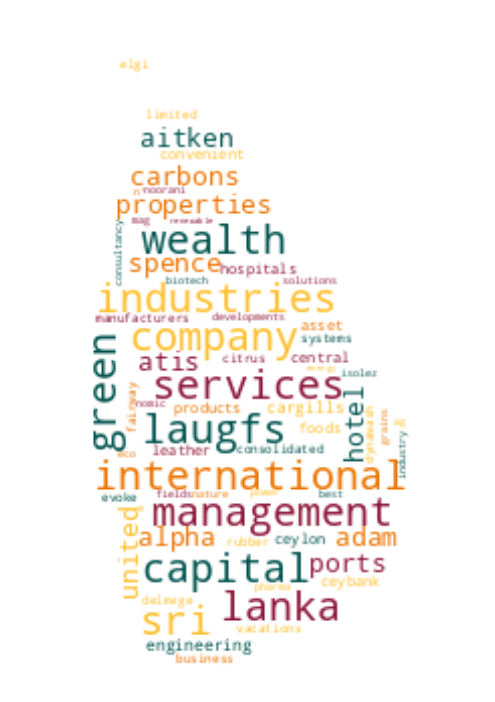 elgi
limited
aitken
convenient
carbons
noorani
n
properties
mag renewable
consultancy
wealth
spence hospitals
biotech solutions
industries
manufacturers developments
company asset
systems
green
atis citrus central
energy
isolez
services
hotel
fairway
nomic products cargills
dynawash
grains
laugfs foods
industry
leather consolidated
eco
international
evoke fields nature power best
management
united
alpha rubber ceylon adam
capital ports
pharma ceybank
delmege
sri lanka
vacations
engineering
business